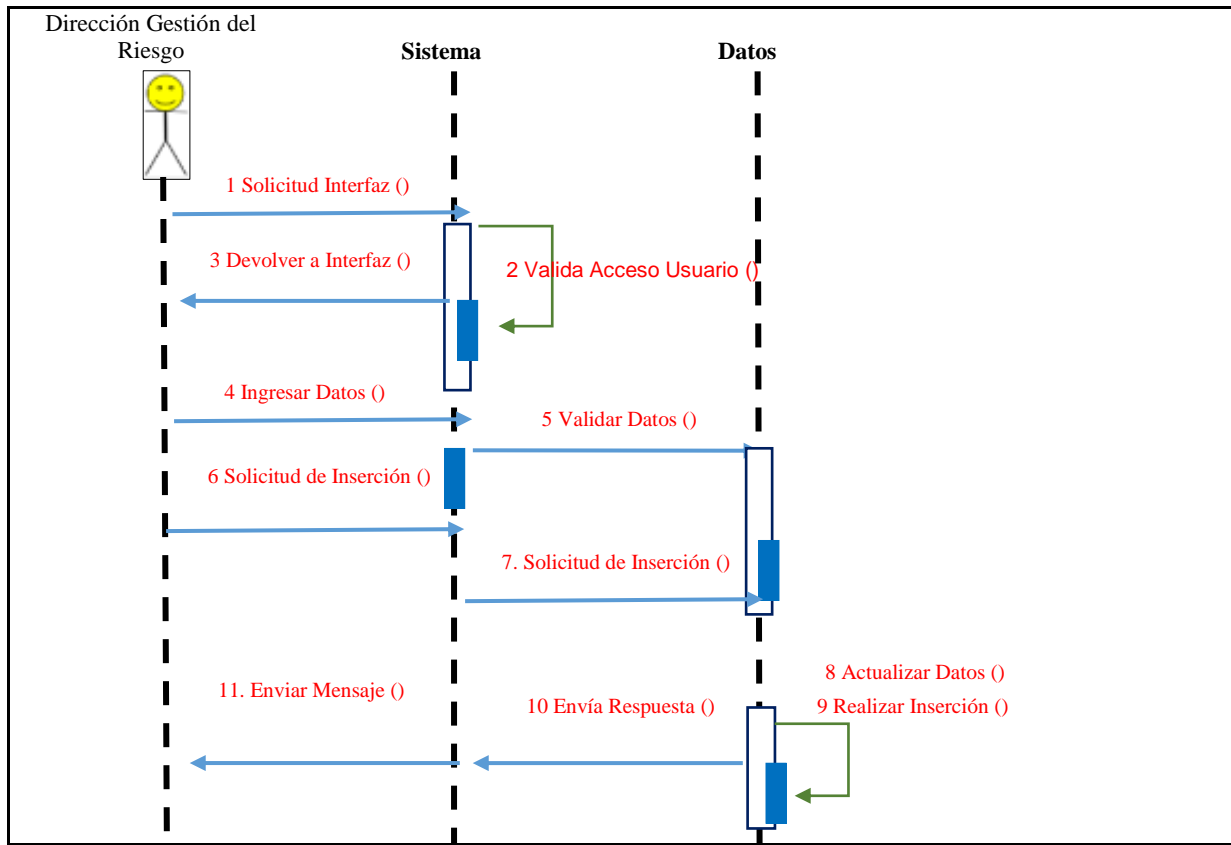 Dirección Gestión del
Riesgo
Sistema
Datos
1 Solicitud Interfaz ()
3 Devolver a Interfaz ()
2 Valida Acceso Usuario ()
4 Ingresar Datos ()
5 Validar Datos ()
6 Solicitud de Inserción ()
7. Solicitud de Inserción ()
8 Actualizar Datos ()
11. Enviar Mensaje ()
10 Envía Respuesta ()
9 Realizar Inserción ()